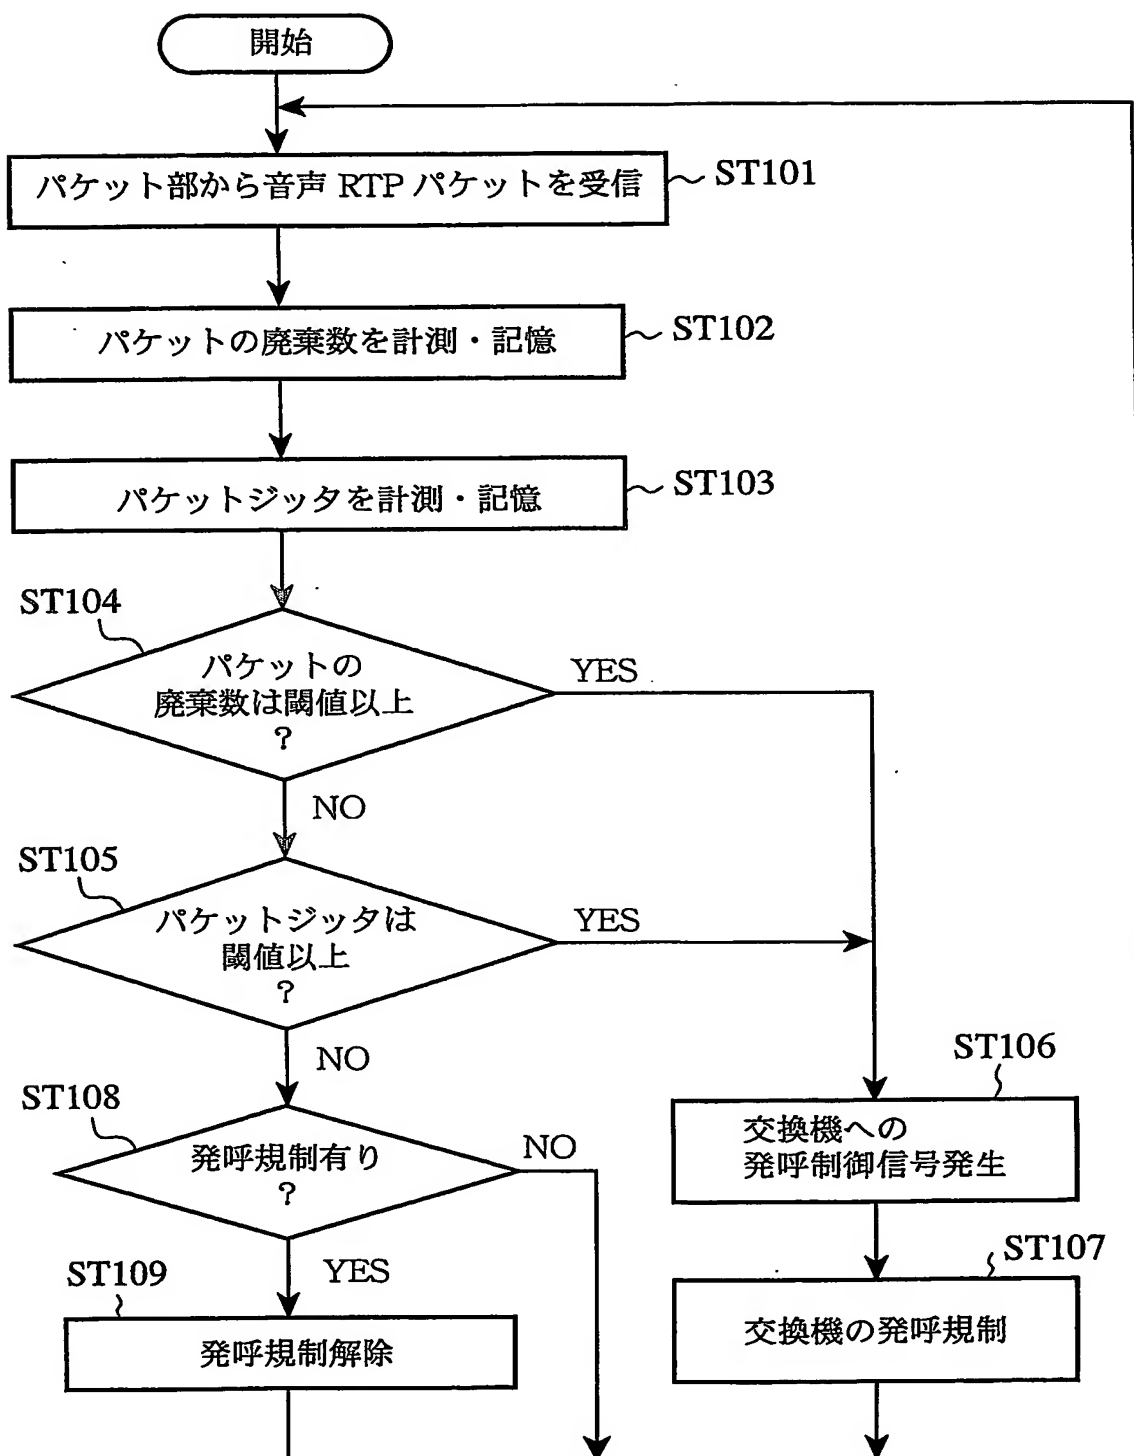 開始
パケット部から音声 RTP パケットを受信
ST101
パケットの廃棄数を計測・記憶
ST102
パケットジッタを計測・記憶
ST103
ST104
パケットの
廃棄数は閾値以上
?
YES
NO
ST105
パケットジッタは
閾値以上
?
YES
NO
ST108
発呼規制有り
?
NO
YES
ST106
交換機への
発呼制御信号発生
ST107
交換機の発呼規制
ST109
発呼規制解除